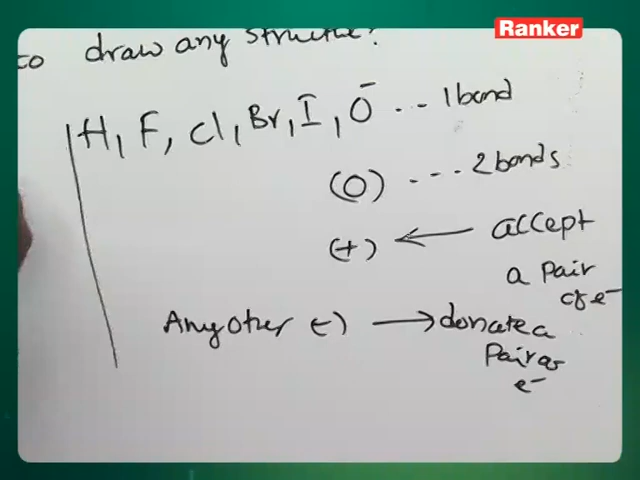 Ranker
to draw any structure?
H, F, Cl, Br, I, O⁻ ... 1 bond
(O) ... 2 bonds
(+) ← accept
a pair
of e⁻
Any other (-) → donate a
Pair of
e⁻